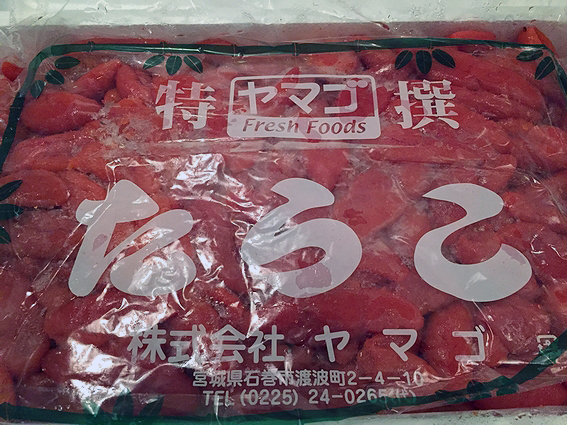 特 ヤマゴ 撰
Fresh Foods
たらこ
株式会社 ヤマゴ
宮城県石巻市渡波町2-4-10
TEL (0225) 24-0265